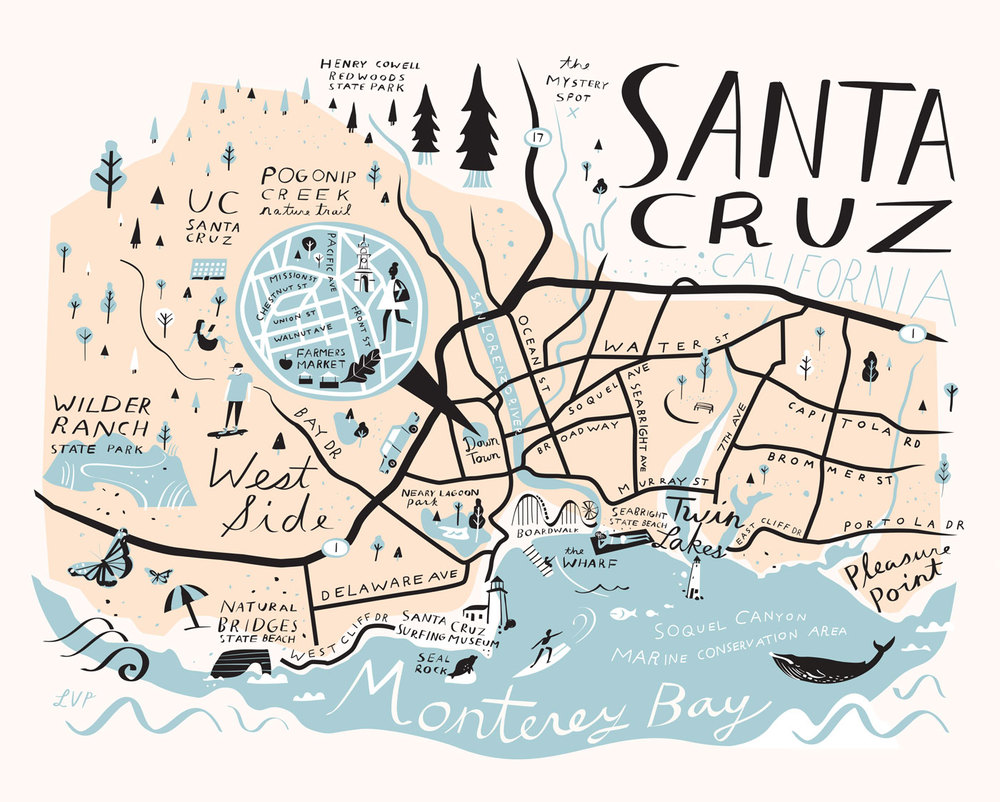 SANTA
CRUZ
CALIFORNIA
HENRY COWELL
REDWOODS
STATE PARK
the
MYSTERY
SPOT
17
POGONIP
CREEK
nature trail
UC
SANTA
CRUZ
PACIFIC AVE
MISSION ST
CHESTNUT ST
UNION ST
WALNUT AVE
FRONT ST
FARMERS
MARKET
SAN LORENZO RIVER
OCEAN ST
WATER ST
1
SOQUEL AVE
SEABRIGHT AVE
BROADWAY
7TH AVE
CAPITOLA RD
BROMMER ST
MURRAY ST
PORTOLA DR
EAST CLIFF DR
WILDER
RANCH
STATE PARK
BAY DR
West
Side
Down
Town
NEARY LAGOON
park
BOARDWALK
SEABRIGHT
STATE BEACH
Twin
Lakes
the
WHARF
Pleasure
Point
1
DELAWARE AVE
NATURAL
BRIDGES
STATE BEACH
WEST CLIFF DR
SANTA CRUZ
SURFING MUSEUM
SEAL
ROCK
SOQUEL CANYON
MARINE CONSERVATION AREA
Monterey Bay
LVP